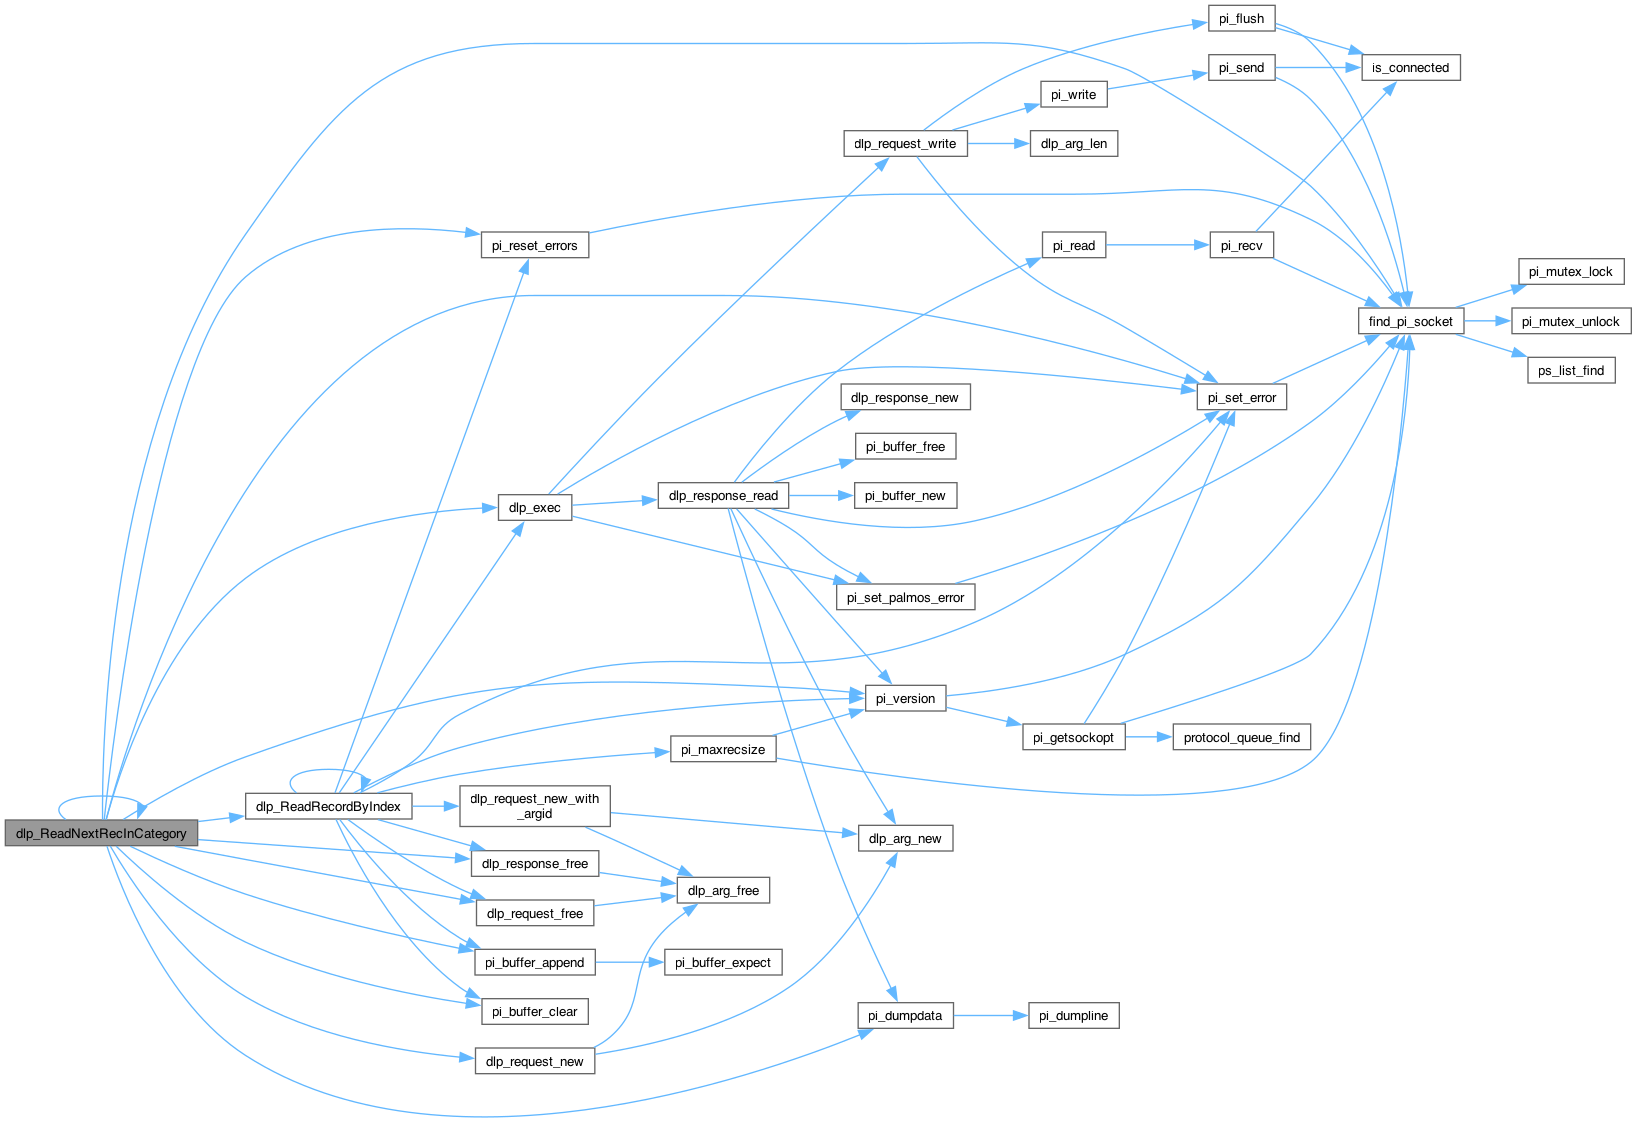 pi_flush
pi_send
is_connected
pi_write
dlp_request_write
dlp_arg_len
pi_reset_errors
pi_read
pi_recv
pi_mutex_lock
find_pi_socket
pi_mutex_unlock
ps_list_find
dlp_response_new
pi_set_error
pi_buffer_free
dlp_response_read
pi_buffer_new
dlp_exec
pi_set_palmos_error
pi_version
pi_getsockopt
protocol_queue_find
pi_maxrecsize
dlp_ReadRecordByIndex
dlp_request_new_with
_argid
dlp_ReadNextRecInCategory
dlp_arg_new
dlp_response_free
dlp_arg_free
dlp_request_free
pi_buffer_append
pi_buffer_expect
pi_buffer_clear
pi_dumpdata
pi_dumpline
dlp_request_new